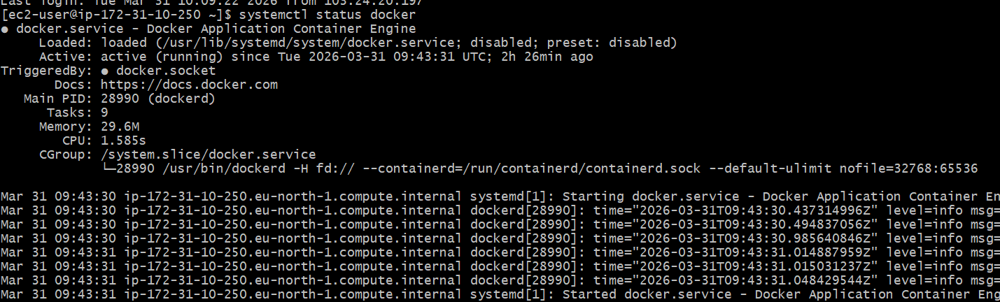 Last login: Tue Mar 31 10:09:22 2026 from 103.24.20.197
[ec2-user@ip-172-31-10-250 ~]$ systemctl status docker
● docker.service - Docker Application Container Engine
     Loaded: loaded (/usr/lib/systemd/system/docker.service; disabled; preset: disabled)
     Active: active (running) since Tue 2026-03-31 09:43:31 UTC; 2h 26min ago
TriggeredBy: ● docker.socket
       Docs: https://docs.docker.com
   Main PID: 28990 (dockerd)
      Tasks: 9
     Memory: 29.6M
        CPU: 1.585s
     CGroup: /system.slice/docker.service
             └─28990 /usr/bin/dockerd -H fd:// --containerd=/run/containerd/containerd.sock --default-ulimit nofile=32768:65536
Mar 31 09:43:30 ip-172-31-10-250.eu-north-1.compute.internal systemd[1]: Starting docker.service - Docker Application Container En
Mar 31 09:43:30 ip-172-31-10-250.eu-north-1.compute.internal dockerd[28990]: time="2026-03-31T09:43:30.437314996Z" level=info msg=
Mar 31 09:43:30 ip-172-31-10-250.eu-north-1.compute.internal dockerd[28990]: time="2026-03-31T09:43:30.494837056Z" level=info msg=
Mar 31 09:43:30 ip-172-31-10-250.eu-north-1.compute.internal dockerd[28990]: time="2026-03-31T09:43:30.985640846Z" level=info msg=
Mar 31 09:43:31 ip-172-31-10-250.eu-north-1.compute.internal dockerd[28990]: time="2026-03-31T09:43:31.014887959Z" level=info msg=
Mar 31 09:43:31 ip-172-31-10-250.eu-north-1.compute.internal dockerd[28990]: time="2026-03-31T09:43:31.015031237Z" level=info msg=
Mar 31 09:43:31 ip-172-31-10-250.eu-north-1.compute.internal dockerd[28990]: time="2026-03-31T09:43:31.048429544Z" level=info msg=
Mar 31 09:43:31 ip-172-31-10-250.eu-north-1.compute.internal systemd[1]: Started docker.service - Docker Application Container Eng